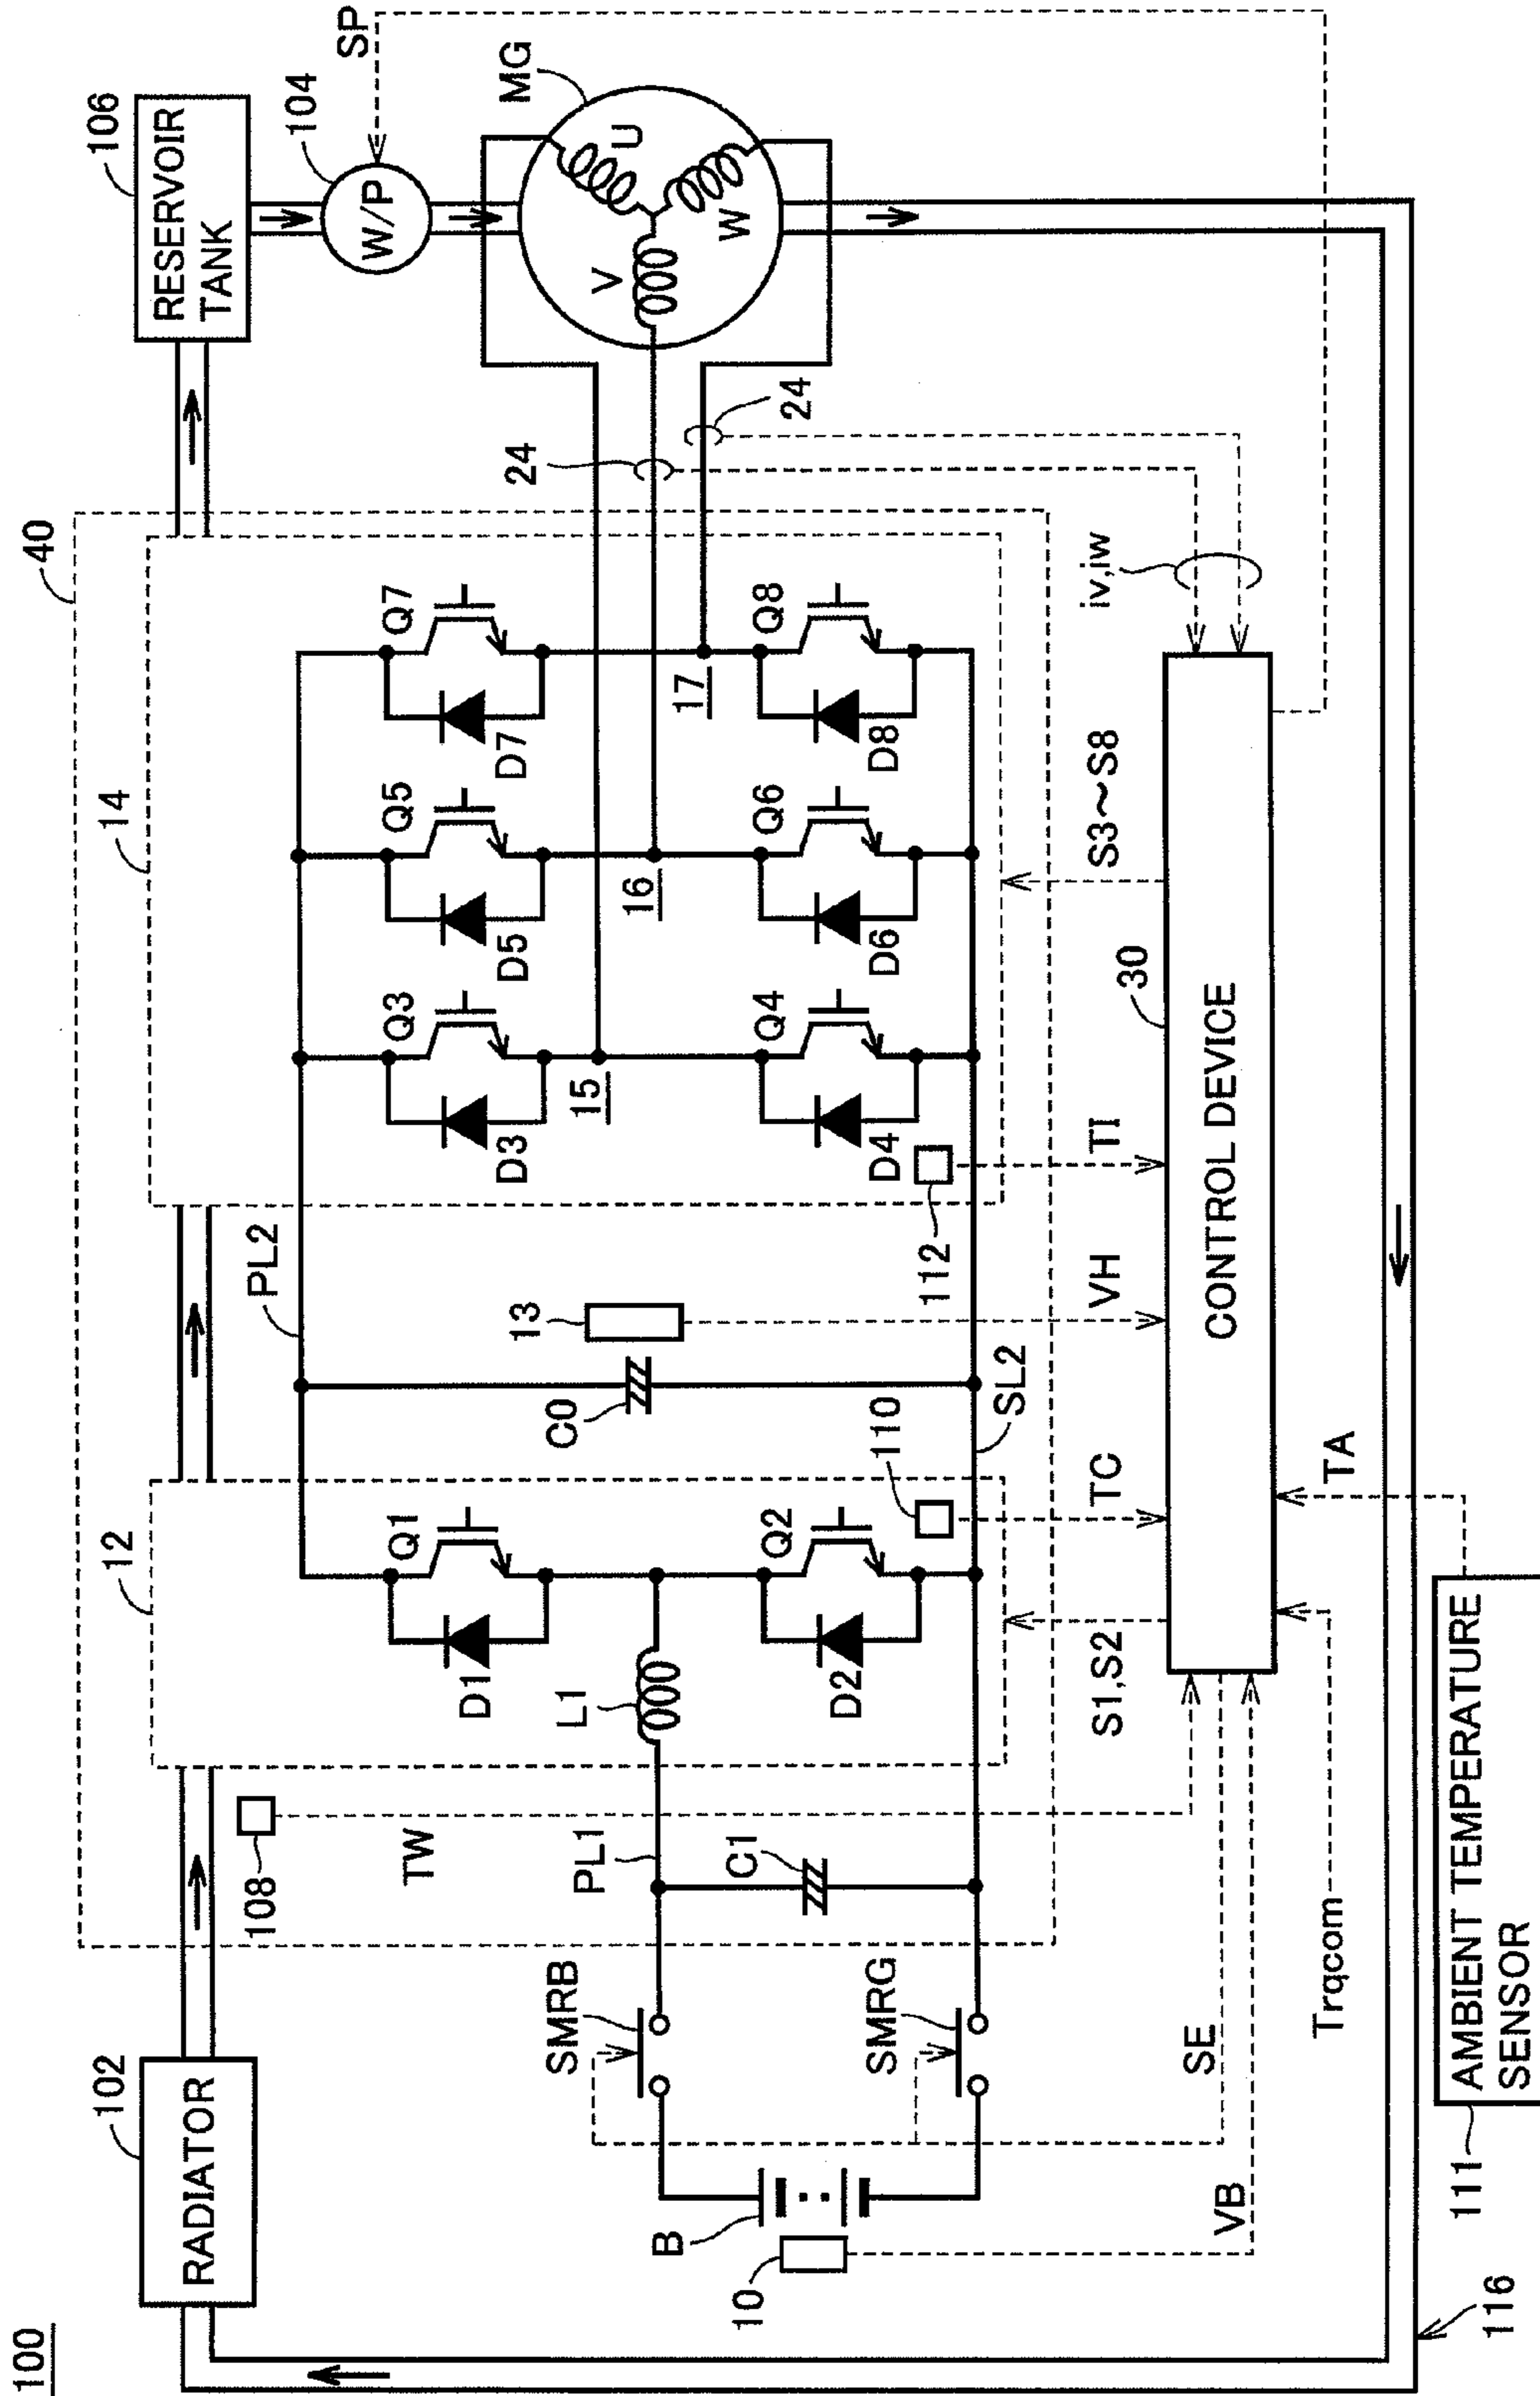 100
RADIATOR
102
12
14
40
RESERVOIR
TANK
106
W/P
104
SP
108
TW
PL2
Q1
D1
L1
Q2
D2
110
PL1
C1
SMRB
SMRG
B
10
C0
13
SL2
112
Q3
D3
Q5
D5
Q7
D7
15
16
17
Q4
D4
Q6
D6
Q8
D8
24
24
MG
U
V
W
iv,iw
VB
SE
S1,S2
TC
VH
TI
S3~S8
CONTROL DEVICE
30
Trqcom
TA
AMBIENT TEMPERATURE
SENSOR
111
116